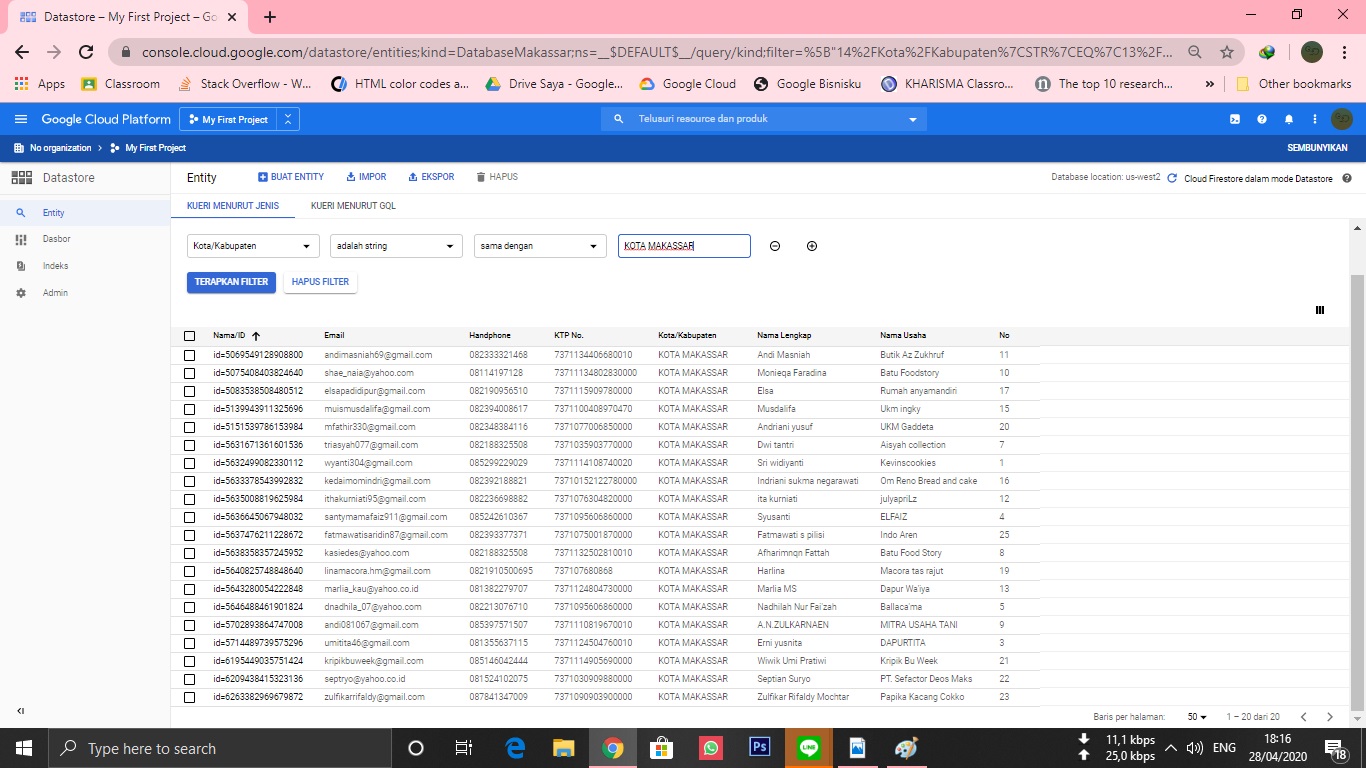 Datastore – My First Project – Go
console.cloud.google.com/datastore/entities;kind=DatabaseMakassar;ns=__$DEFAULT$__/query/kind;filter=%5B"14%2FKota%2FKabupaten%7CSTR%7CEQ%7C13%2F...
Apps Classroom Stack Overflow - W... HTML color codes a... Drive Saya - Google... Google Cloud Google Bisnisku KHARISMA Classro... The top 10 research... » Other bookmarks
Google Cloud Platform My First Project Telusuri resource dan produk
No organization > My First Project SEMBUNYIKAN
Datastore Entity BUAT ENTITY IMPOR EKSPOR HAPUS Database location: us-west2 Cloud Firestore dalam mode Datastore
Entity
Dasbor
Indeks
Admin
KUERI MENURUT JENIS KUERI MENURUT GQL
Kota/Kabupaten adalah string sama dengan KOTA MAKASSAR
TERAPKAN FILTER HAPUS FILTER
Nama/ID Email Handphone KTP No. Kota/Kabupaten Nama Lengkap Nama Usaha No
id=5069549128908800 andimasniah69@gmail.com 082333321468 7371134406680010 KOTA MAKASSAR Andi Masniah Butik Az Zukhruf 11
id=5075408403824640 shae_naia@yahoo.com 08114197128 73711134802830000 KOTA MAKASSAR Monieqa Faradina Batu Foodstory 10
id=5083538508480512 elsapadidipur@gmail.com 082190956510 7371115909780000 KOTA MAKASSAR Elsa Rumah anyamandiri 17
id=5139943911325696 muismusdalifa@gmail.com 082394008617 7371100408970470 KOTA MAKASSAR Musdalifa Ukm ingky 15
id=5151539786153984 mfathir330@gmail.com 082348384116 7371077006850000 KOTA MAKASSAR Andriani yusuf UKM Gaddeta 20
id=5631671361601536 triasyah077@gmail.com 082188325508 7371035903770000 KOTA MAKASSAR Dwi tantri Aisyah collection 7
id=5632499082330112 wyanti304@gmail.com 085299229029 7371114108740020 KOTA MAKASSAR Sri widiyanti Kevinscookies 1
id=5633378543992832 kedaimomindri@gmail.com 082392188821 73710152122780000 KOTA MAKASSAR Indriani sukma negarawati Om Reno Bread and cake 16
id=5635008819625984 ithakurniati95@gmail.com 082236698882 7371076304820000 KOTA MAKASSAR ita kurniati julyapriLz 12
id=5636645067948032 santymamafaiz911@gmail.com 085242610367 7371095606860000 KOTA MAKASSAR Syusanti ELFAIZ 4
id=5637476211228672 fatmawatisaridin87@gmail.com 082393377371 7371075001870000 KOTA MAKASSAR Fatmawati s pilisi Indo Aren 25
id=5638358357245952 kasiedes@yahoo.com 082188325508 7371132502810010 KOTA MAKASSAR Afharimnqn Fattah Batu Food Story 8
id=5640825748848640 linamacora.hm@gmail.com 0821910500695 737107680868 KOTA MAKASSAR Harlina Macora tas rajut 19
id=5643280054222848 marlia_kau@yahoo.co.id 081382279707 7371124804730000 KOTA MAKASSAR Marlia MS Dapur Wa'iya 13
id=5646488461901824 dnadhila_07@yahoo.com 082213076710 7371095606860000 KOTA MAKASSAR Nadhilah Nur Fai'zah Ballaca'ma 5
id=5702893864747008 andi081067@gmail.com 085397571507 7371110819670010 KOTA MAKASSAR A.N.ZULKARNAEN MITRA USAHA TANI 9
id=5714489739575296 umitita46@gmail.com 081355637115 7371124504760010 KOTA MAKASSAR Erni yusnita DAPURTITA 3
id=6195449035751424 kripikbuweek@gmail.com 085146042444 7371114905690000 KOTA MAKASSAR Wiwik Umi Pratiwi Kripik Bu Week 21
id=6209438415323136 septryo@yahoo.co.id 081524102075 7371030909880000 KOTA MAKASSAR Septian Suryo PT. Sefactor Deos Maks 22
id=6263382969679872 zulfikarrifaldy@gmail.com 087841347009 7371090903900000 KOTA MAKASSAR Zulfikar Rifaldy Mochtar Papika Kacang Cokko 23
Baris per halaman: 50 1 – 20 dari 20
Type here to search
Ps
LINE
11,1 kbps
25,0 kbps
ENG
18:16
28/04/2020
18